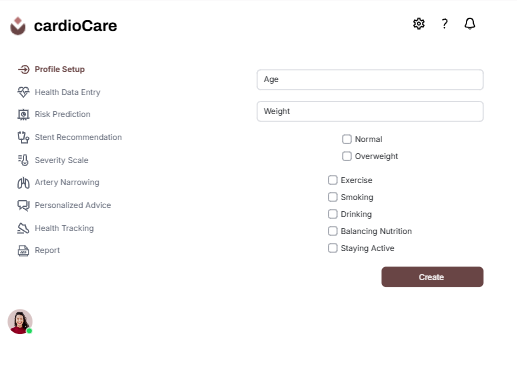 cardioCare
?
Profile Setup
Health Data Entry
Risk Prediction
Stent Recommendation
Severity Scale
Artery Narrowing
Personalized Advice
Health Tracking
Report
Age
Weight
Normal
Overweight
Exercise
Smoking
Drinking
Balancing Nutrition
Staying Active
Create